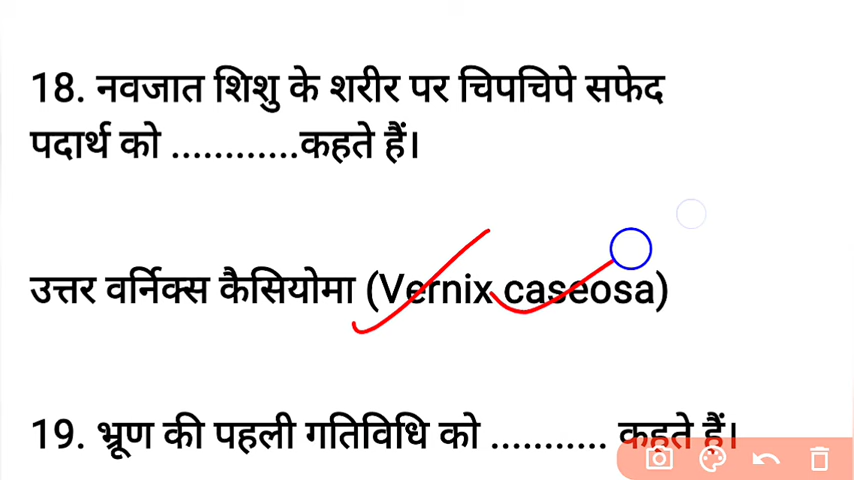 18. नवजात शिशु के शरीर पर चिपचिपे सफेद
पदार्थ को ............कहते हैं।
उत्तर वर्निक्स कैसियोमा (Vernix caseosa)
19. भ्रूण की पहली गतिविधि को ........... कहते हैं।